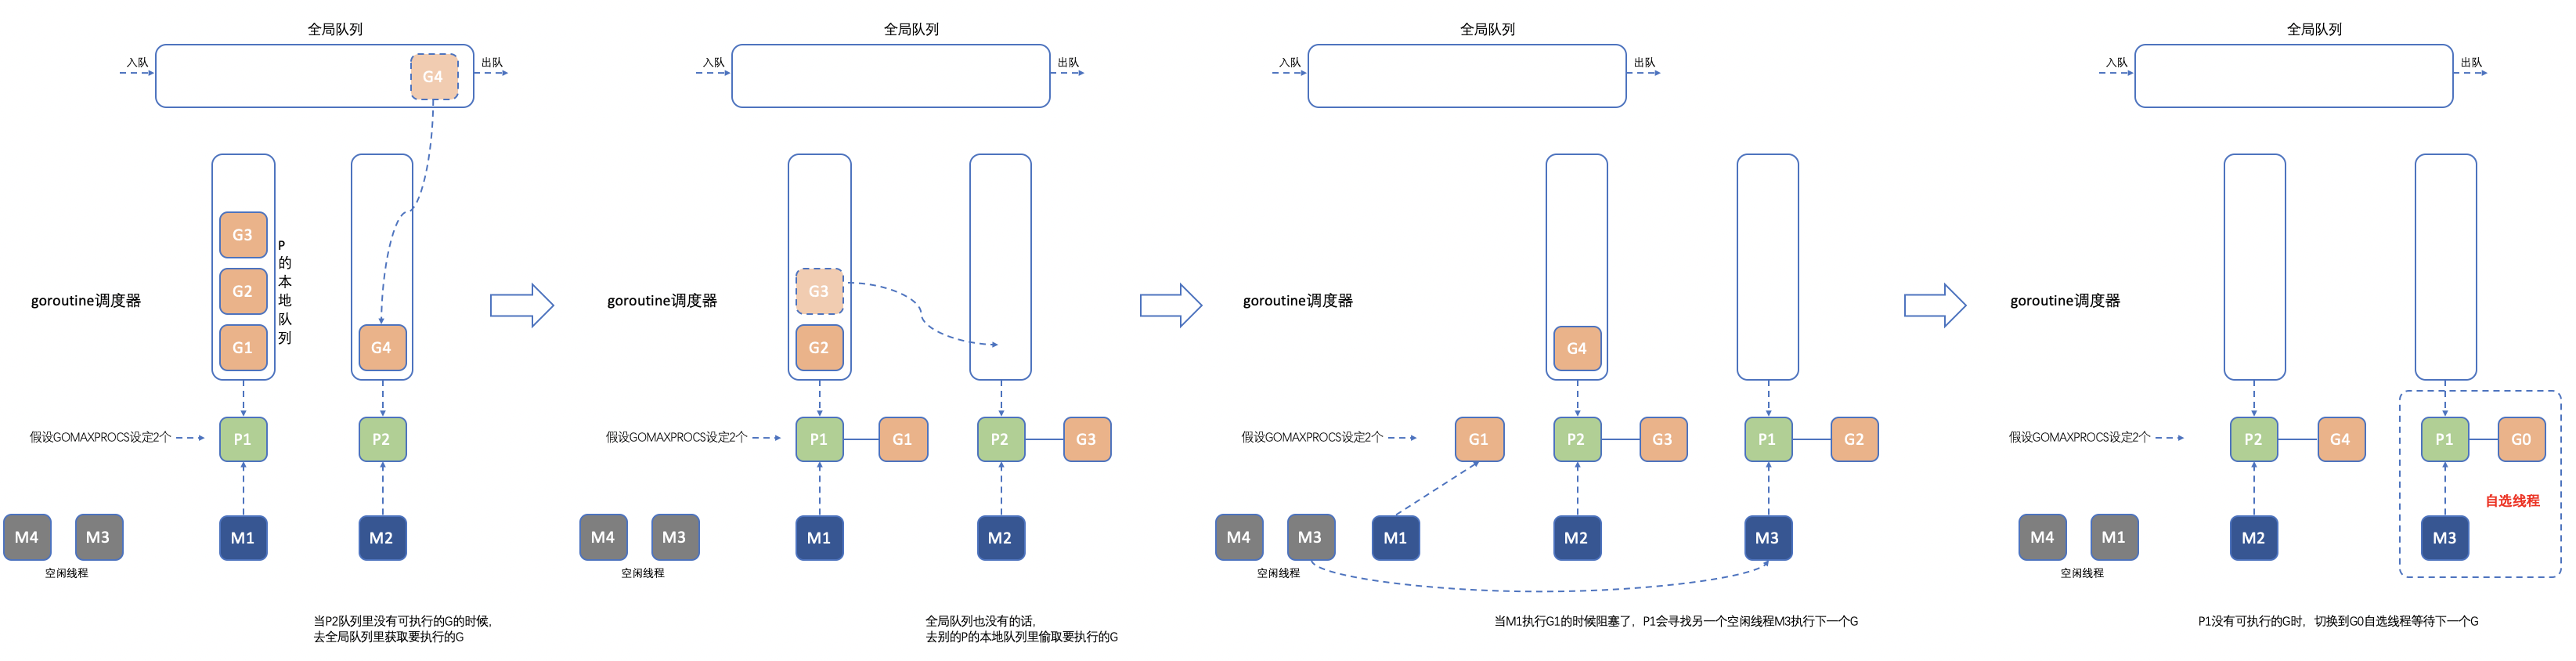 全局队列
入队
G4
出队
G3
G2
G1
P的本地队列
G4
goroutine调度器
假设GOMAXPROCS设定2个
P1
P2
M4
M3
M1
M2
空闲线程
当P2队列里没有可执行的G的时候,
去全局队列里获取要执行的G
全局队列
入队
出队
G3
G2
goroutine调度器
假设GOMAXPROCS设定2个
P1
G1
P2
G3
M4
M3
M1
M2
空闲线程
全局队列也没有的话,
去别的P的本地队列里偷取要执行的G
全局队列
入队
出队
goroutine调度器
G4
假设GOMAXPROCS设定2个
G1
P2
G3
P1
G2
M4
M3
M1
M2
M3
空闲线程
当M1执行G1的时候阻塞了，P1会寻找另一个空闲线程M3执行下一个G
全局队列
入队
出队
goroutine调度器
假设GOMAXPROCS设定2个
P2
G4
P1
G0
自选线程
M4
M1
M2
M3
空闲线程
P1没有可执行的G时，切换到G0自选线程等待下一个G